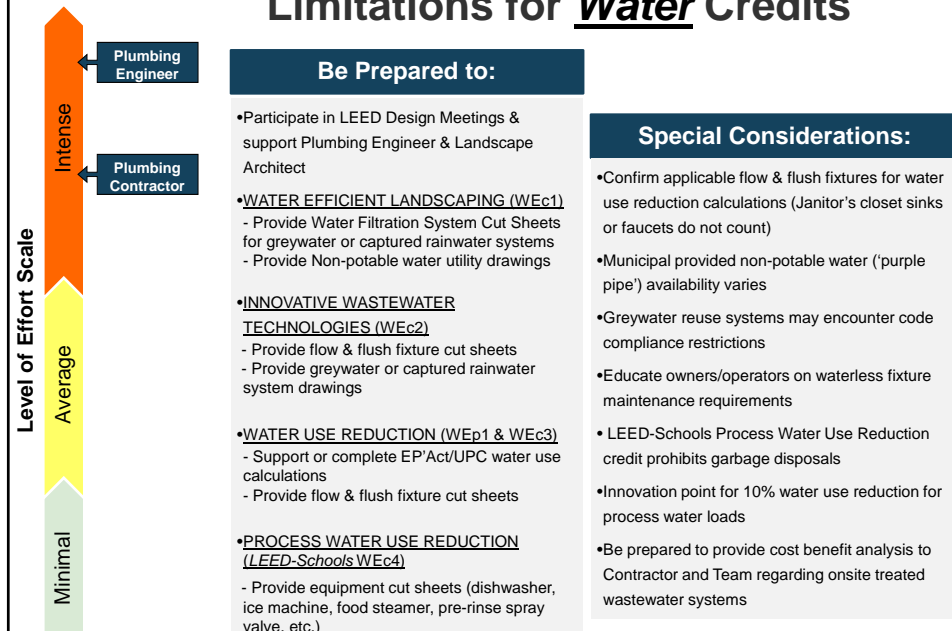 Limitations for Water Credits
Level of Effort Scale
Intense
Average
Minimal
Plumbing
Engineer
Plumbing
Contractor
Be Prepared to:
•Participate in LEED Design Meetings &
support Plumbing Engineer & Landscape
Architect
•WATER EFFICIENT LANDSCAPING (WEc1)
- Provide Water Filtration System Cut Sheets
for greywater or captured rainwater systems
- Provide Non-potable water utility drawings
•INNOVATIVE WASTEWATER
TECHNOLOGIES (WEc2)
- Provide flow & flush fixture cut sheets
- Provide greywater or captured rainwater
system drawings
•WATER USE REDUCTION (WEp1 & WEc3)
- Support or complete EP'Act/UPC water use
calculations
- Provide flow & flush fixture cut sheets
•PROCESS WATER USE REDUCTION
(LEED-Schools WEc4)
- Provide equipment cut sheets (dishwasher,
ice machine, food steamer, pre-rinse spray
valve, etc.)
Special Considerations:
•Confirm applicable flow & flush fixtures for water
use reduction calculations (Janitor's closet sinks
or faucets do not count)
•Municipal provided non-potable water ('purple
pipe') availability varies
•Greywater reuse systems may encounter code
compliance restrictions
•Educate owners/operators on waterless fixture
maintenance requirements
• LEED-Schools Process Water Use Reduction
credit prohibits garbage disposals
•Innovation point for 10% water use reduction for
process water loads
•Be prepared to provide cost benefit analysis to
Contractor and Team regarding onsite treated
wastewater systems